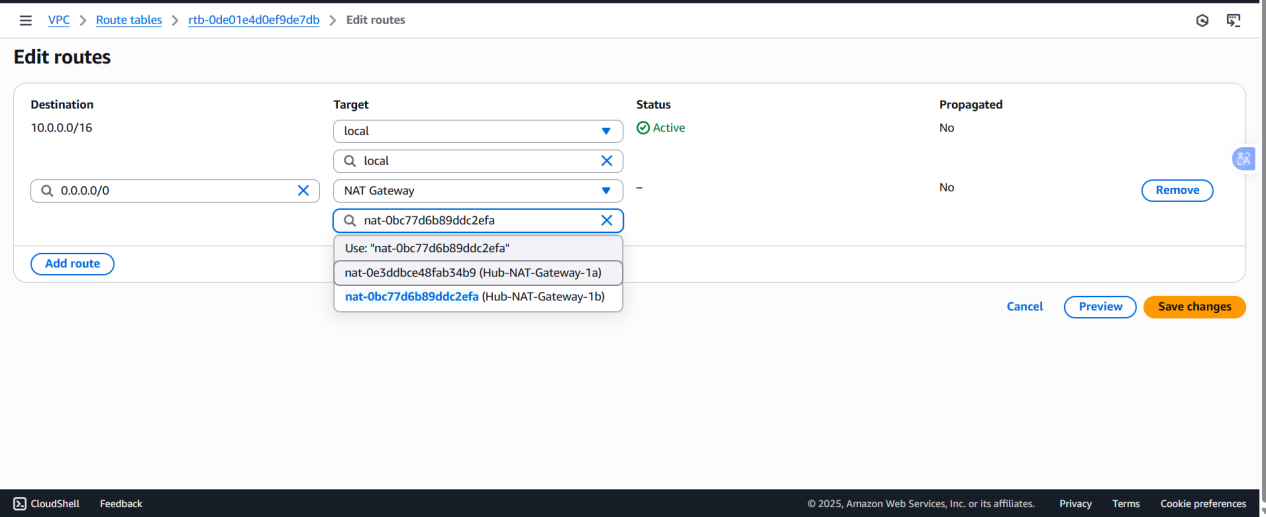 VPC > Route tables > rtb-0de01e4d0ef9de7db > Edit routes
Edit routes
Destination Target Status Propagated
10.0.0.0/16 local Active No
local
0.0.0.0/0 NAT Gateway – No Remove
nat-0bc77d6b89ddc2efa
Use: "nat-0bc77d6b89ddc2efa"
Add route
nat-0e3ddbce48fab34b9 (Hub-NAT-Gateway-1a)
nat-0bc77d6b89ddc2efa (Hub-NAT-Gateway-1b)
Cancel Preview Save changes
CloudShell Feedback © 2025, Amazon Web Services, Inc. or its affiliates. Privacy Terms Cookie preferences